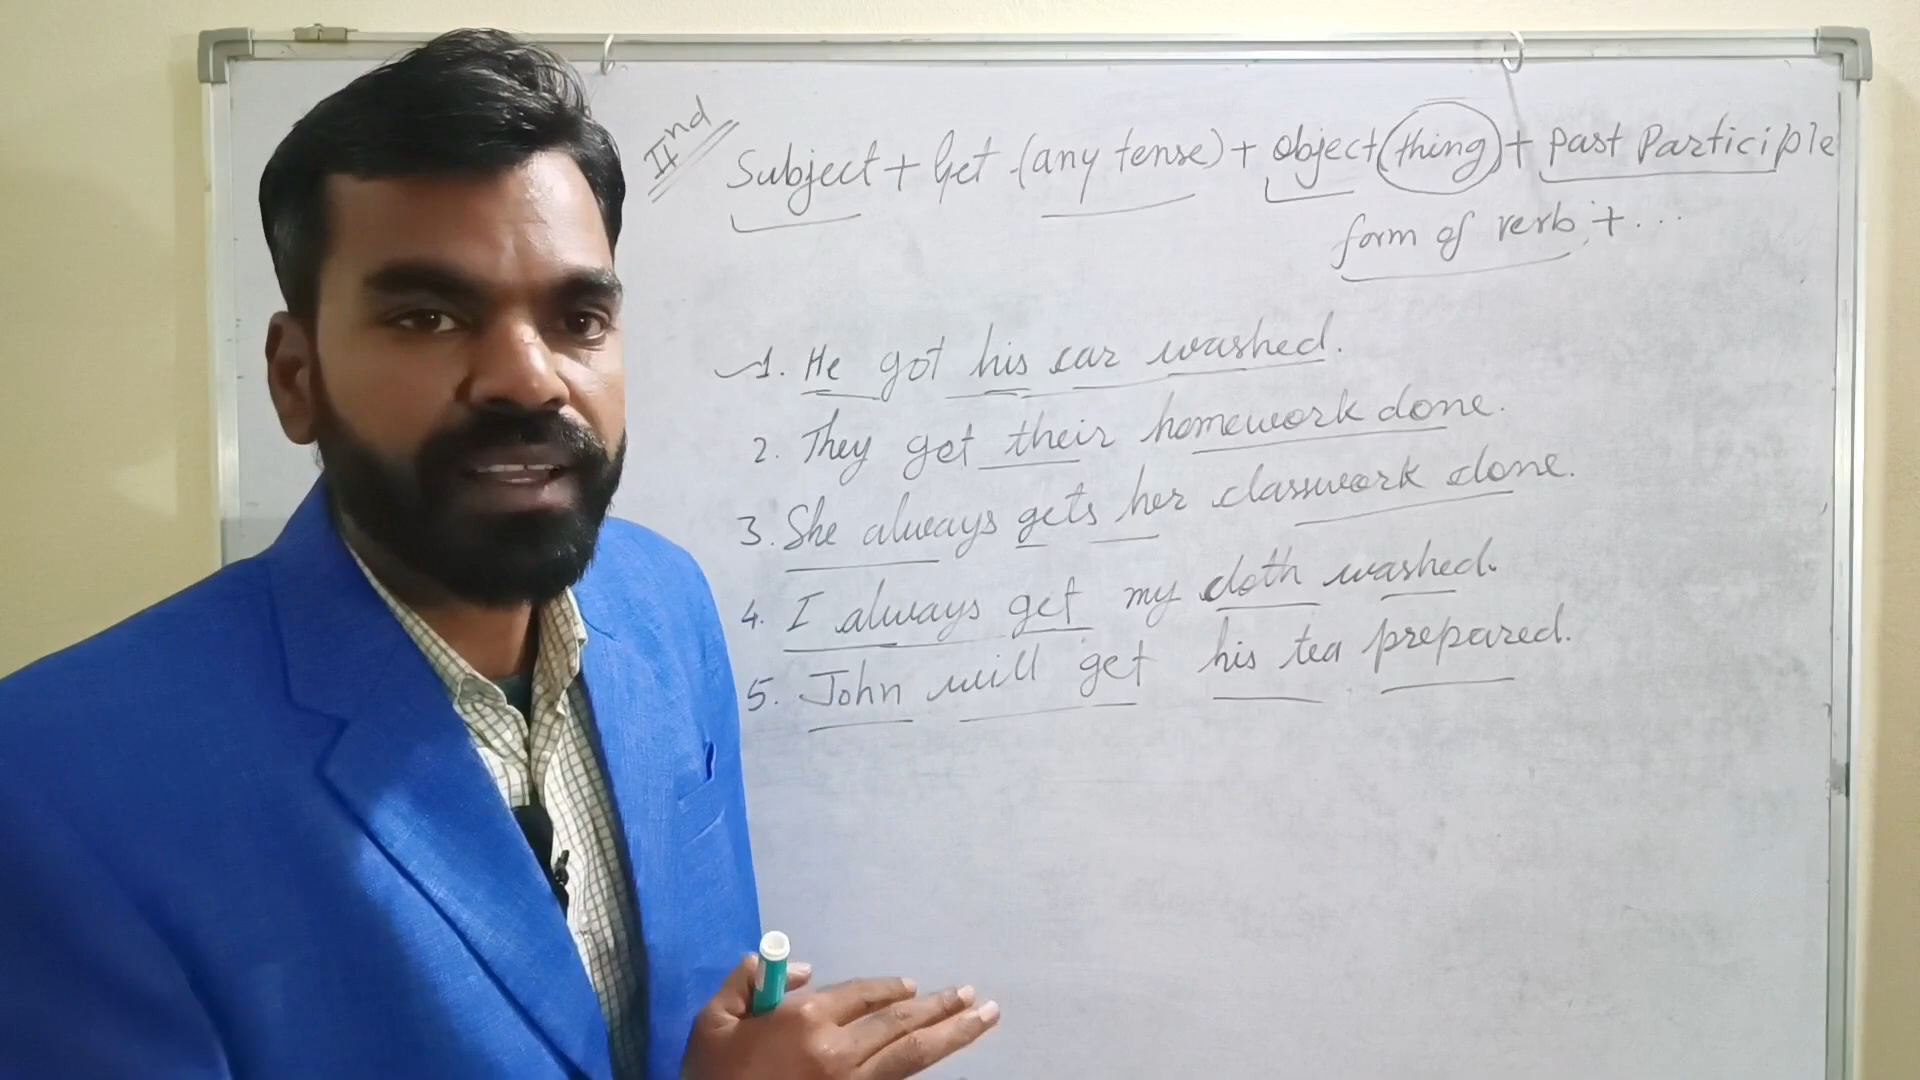 IInd
Subject + Get (any tense) + object (thing) + Past Participle
form of verb + ...
1. He got his car washed.
2. They get their homework done.
3. She always gets her classwork done.
4. I always get my cloth washed.
5. John will get his tea prepared.